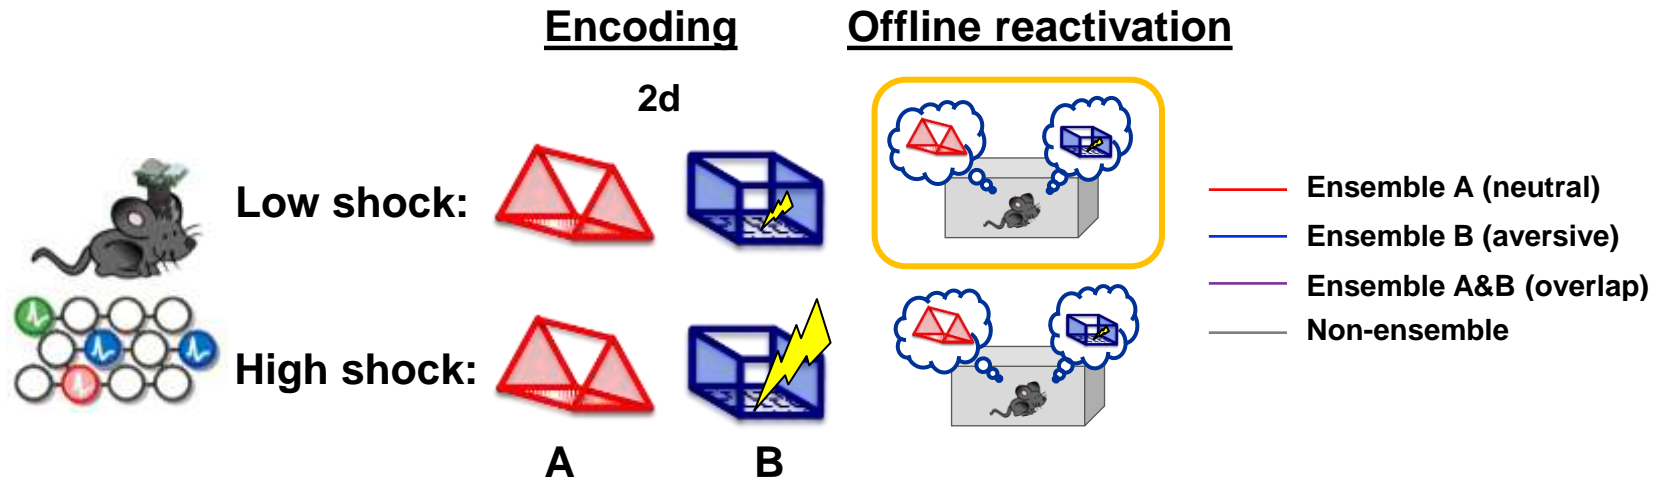 Encoding
Offline reactivation
2d
Low shock:
High shock:
A
B
Ensemble A (neutral)
Ensemble B (aversive)
Ensemble A&B (overlap)
Non-ensemble